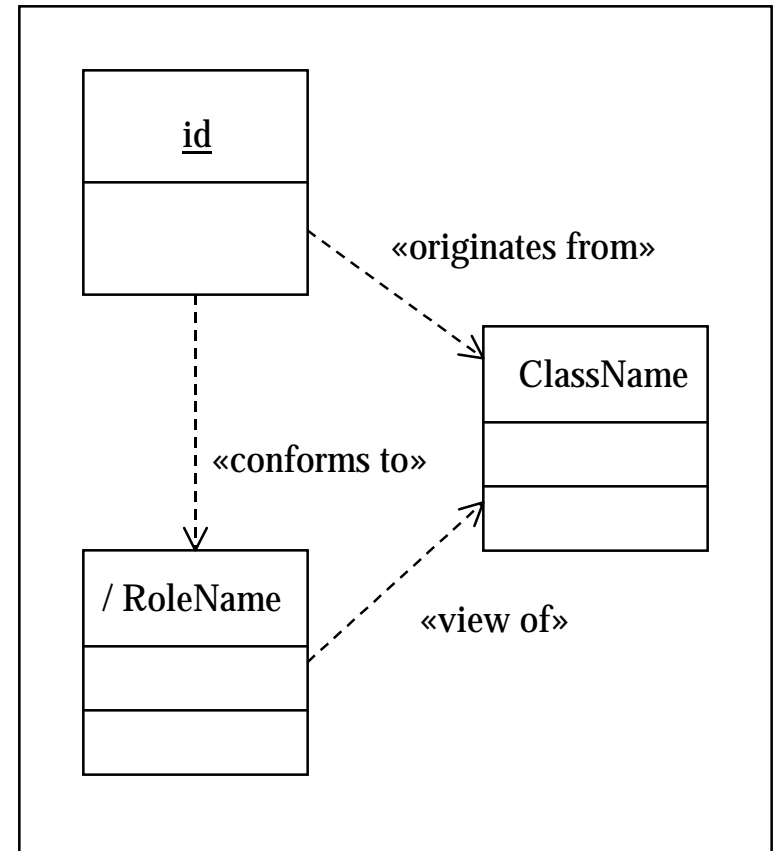 id
«originates from»
ClassName
«conforms to»
/ RoleName
«view of»